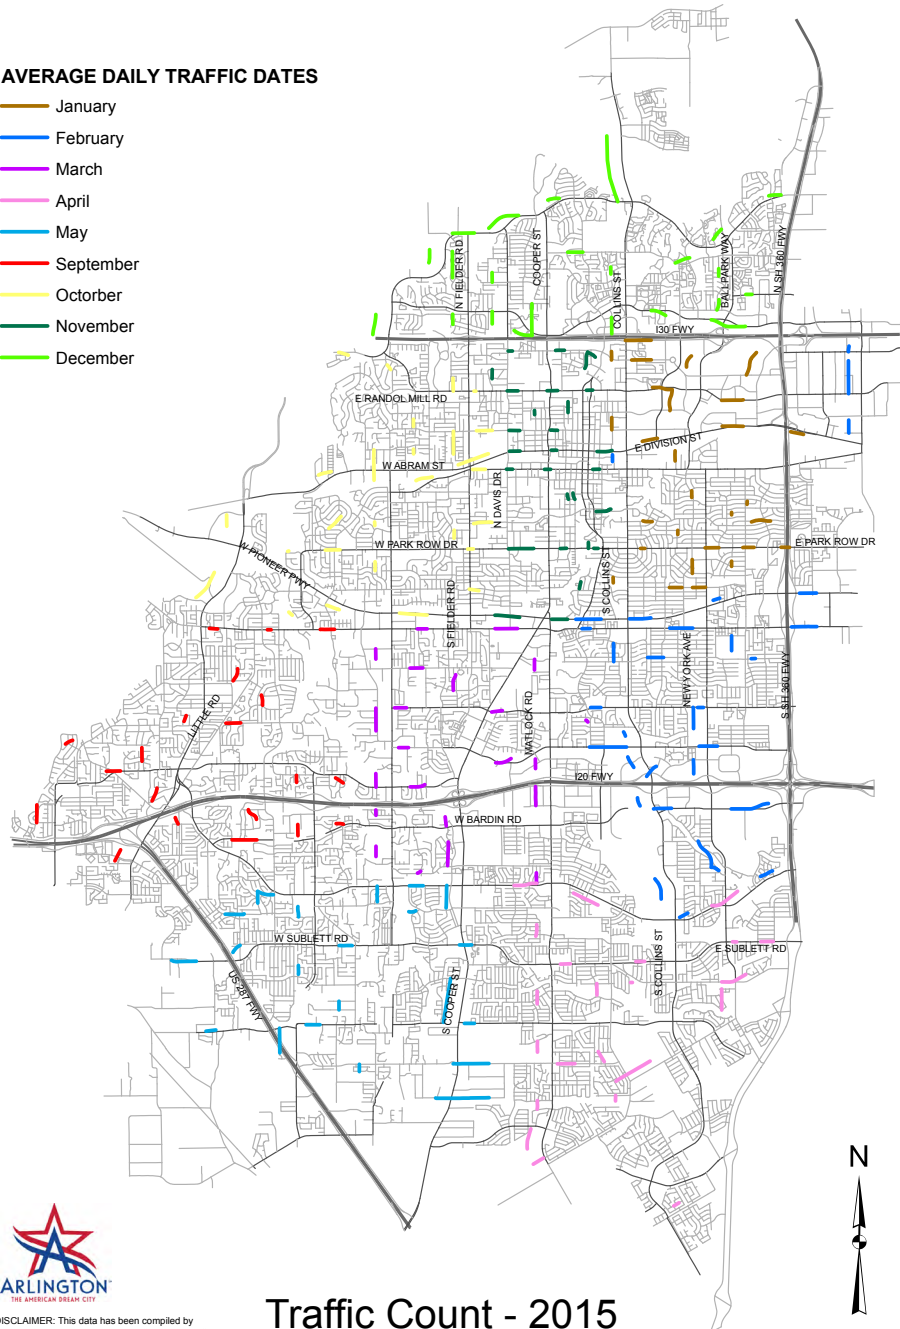 AVERAGE DAILY TRAFFIC DATES
January
February
March
April
May
September
Octorber
November
December
N FIELDER RD
COOPER ST
COLLINS ST
BALLPARK WAY
N SH 360 FWY
I30 FWY
E RANDOL MILL RD
E DIVISION ST
W ABRAM ST
N DAVIS DR
W PARK ROW DR
E PARK ROW DR
W PIONEER PKWY
S FIELDER RD
S COLLINS ST
NEW YORK AVE
S SH 360 FWY
LITTLE RD
MATLOCK RD
I20 FWY
W BARDIN RD
W SUBLETT RD
E SUBLETT RD
S COLLINS ST
US 287 FWY
S COOPER ST
N
ARLINGTON
THE AMERICAN DREAM CITY
Traffic Count - 2015
DISCLAIMER: This data has been compiled by